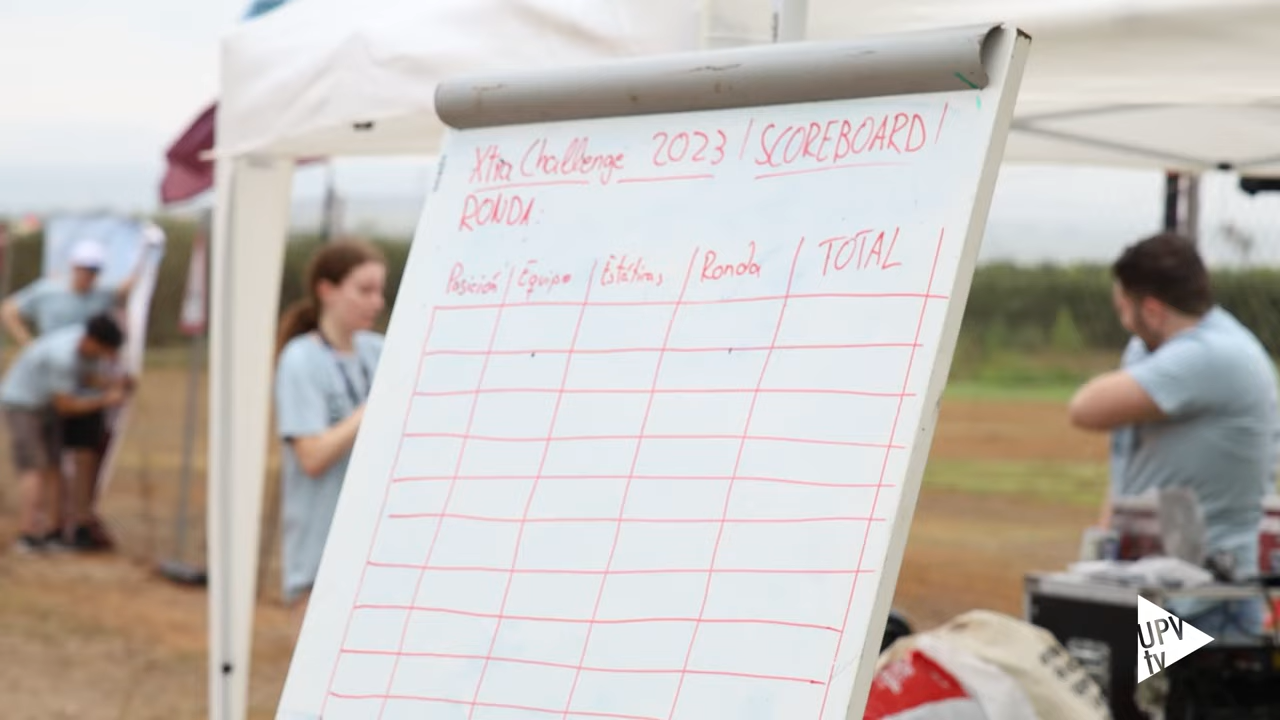 Xtra Challenge 2023 | SCOREBOARD |
RONDA:
Posición | Equipo | Estáticas | Ronda | TOTAL |
UPV
tv